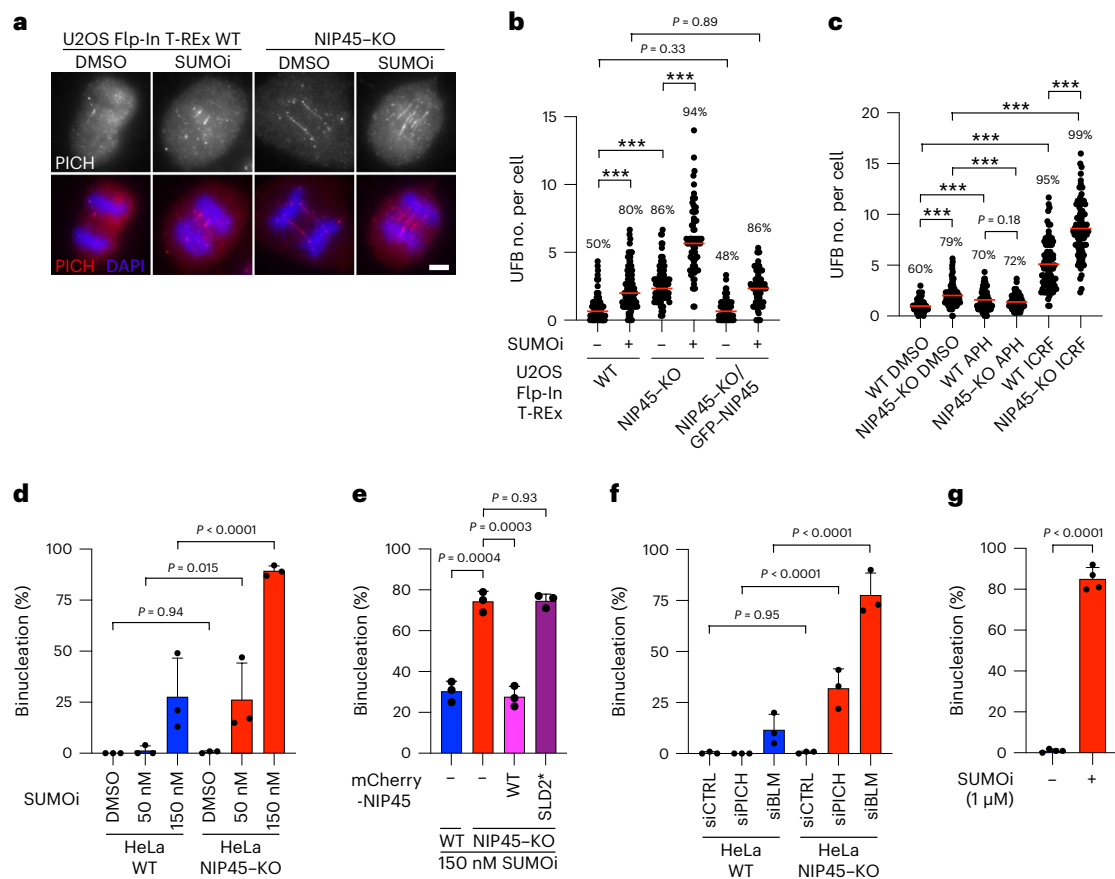 a
U2OS Flp-In T-REx WT
NIP45–KO
DMSO
SUMOi
DMSO
SUMOi
PICH
PICH DAPI
b
P = 0.89
P = 0.33
***
94%
***
***
50%
80%
86%
48%
86%
UFB no. per cell
15
10
5
0
SUMOi
– + – + – +
U2OS
Flp-In
T-REx
WT
NIP45–KO
NIP45–KO/
GFP–NIP45
c
***
***
***
***
***
***
P = 0.18
60%
79%
70%
72%
95%
99%
UFB no. per cell
20
15
10
5
0
WT DMSO
NIP45–KO DMSO
WT APH
NIP45–KO APH
WT ICRF
NIP45–KO ICRF
d
P < 0.0001
P = 0.015
P = 0.94
Binucleation (%)
100
75
50
25
0
SUMOi
DMSO
50 nM
150 nM
DMSO
50 nM
150 nM
HeLa
WT
HeLa
NIP45–KO
e
P = 0.93
P = 0.0003
P = 0.0004
Binucleation (%)
100
80
60
40
20
0
mCherry
-NIP45
–
–
WT
SLD2*
WT
NIP45–KO
150 nM SUMOi
f
P < 0.0001
P < 0.0001
P = 0.95
Binucleation (%)
100
75
50
25
0
siCTRL
siPICH
siBLM
siCTRL
siPICH
siBLM
HeLa
WT
HeLa
NIP45–KO
g
P < 0.0001
Binucleation (%)
100
80
60
40
20
0
SUMOi
(1 µM)
– +